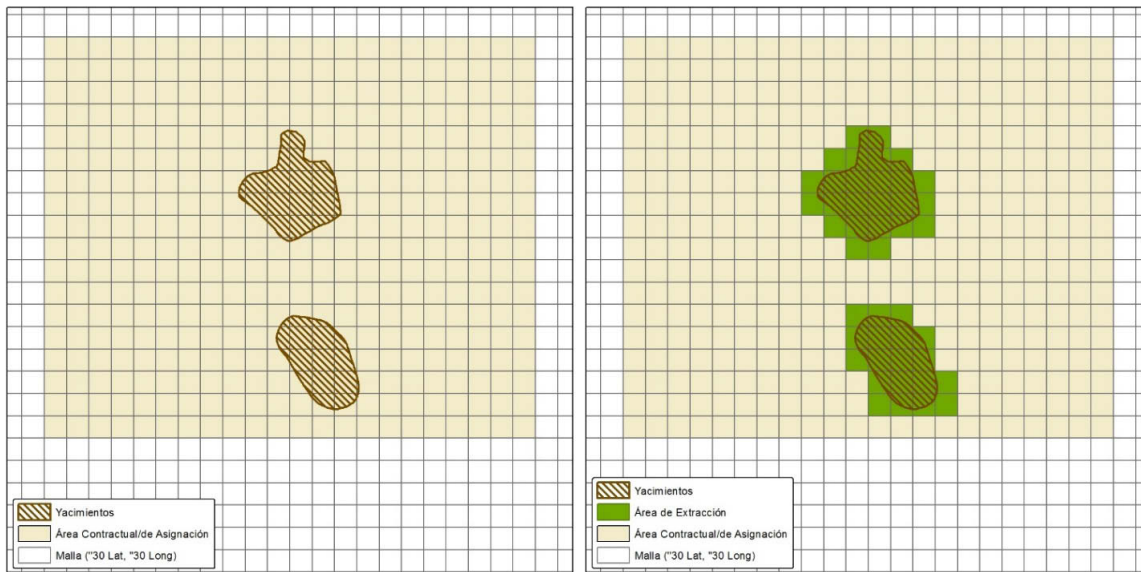 Yacimientos
Área Contractual/de Asignación
Malla ("30 Lat, "30 Long)
Yacimientos
Área de Extracción
Área Contractual/de Asignación
Malla ("30 Lat, "30 Long)